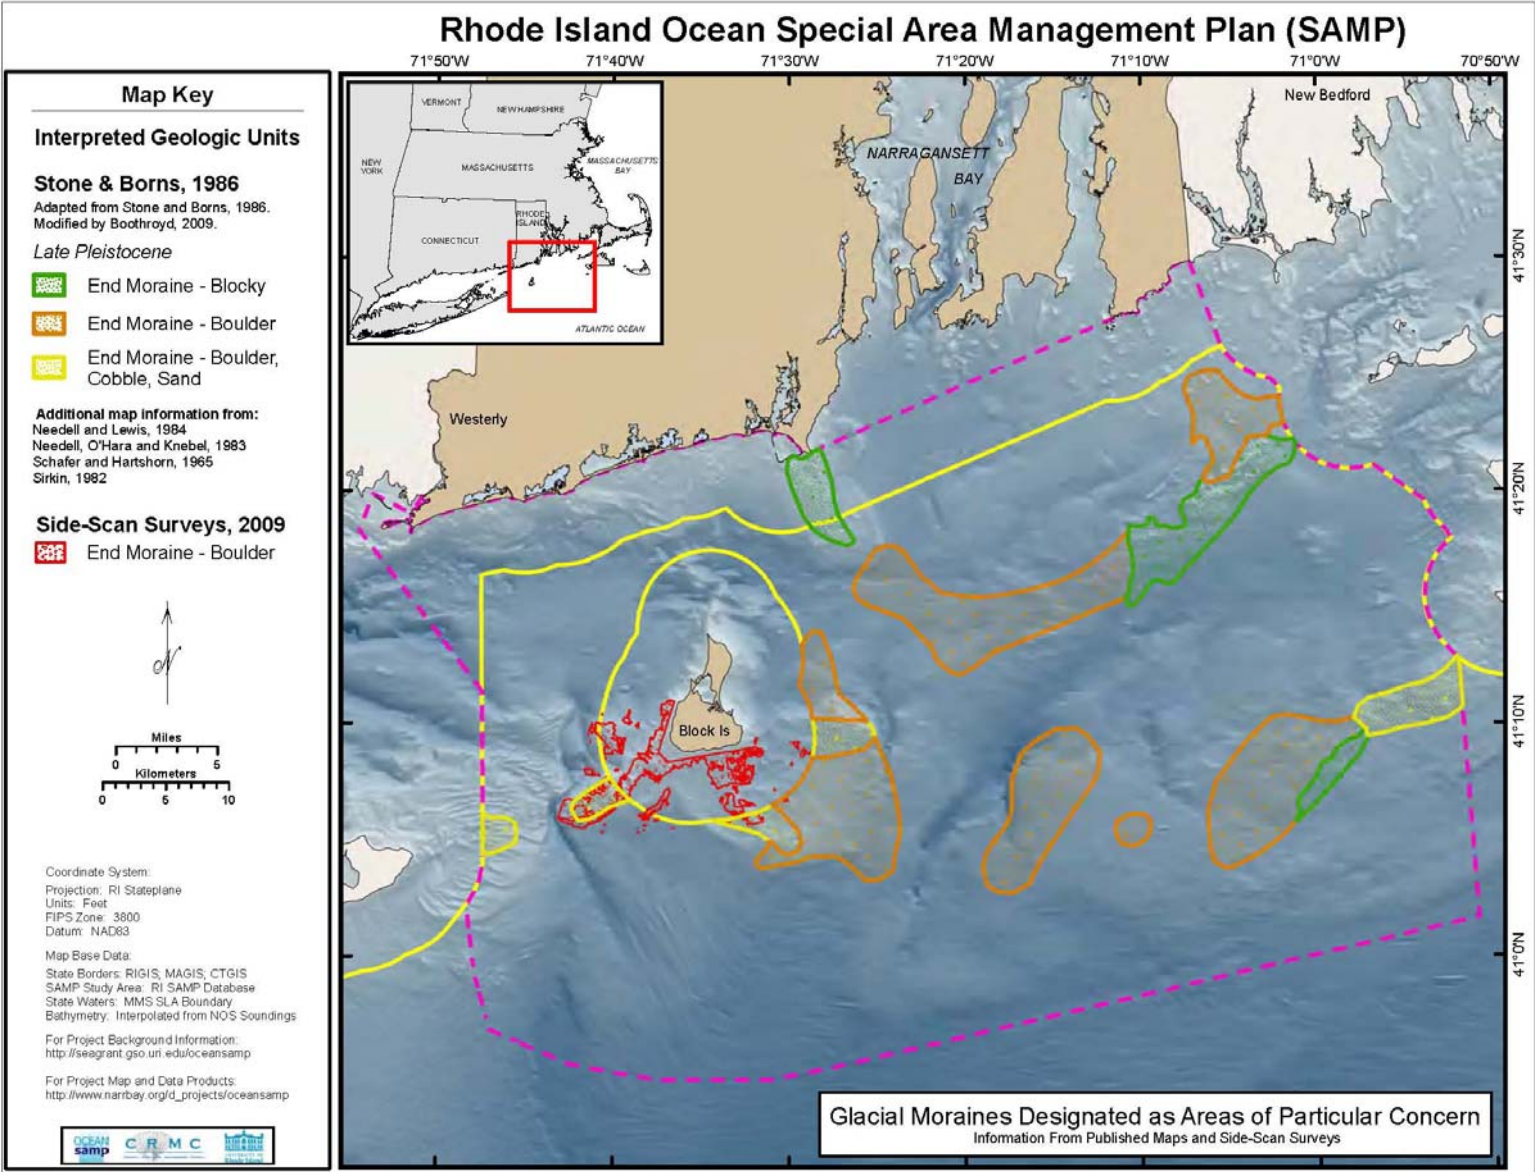 Rhode Island Ocean Special Area Management Plan (SAMP)
71°50'W 71°40'W 71°30'W 71°20'W 71°10'W 71°0'W 70°50'W
Map Key
Interpreted Geologic Units
Stone & Borns, 1986
Adapted from Stone and Borns, 1986.
Modified by Boothroyd, 2009.
Late Pleistocene
End Moraine - Blocky
End Moraine - Boulder
End Moraine - Boulder,
Cobble, Sand
Additional map information from:
Needell and Lewis, 1984
Needell, O'Hara and Knebel, 1983
Schafer and Hartshorn, 1965
Sirkin, 1982
Side-Scan Surveys, 2009
End Moraine - Boulder
N
Miles
0 5
Kilometers
0 5 10
Coordinate System:
Projection: RI Stateplane
Units: Feet
FIPS Zone: 3800
Datum: NAD83
Map Base Data:
State Borders: RIGIS, MAGIS, CTGIS
SAMP Study Area: RI SAMP Database
State Waters: MMS SLA Boundary
Bathymetry: Interpolated from NOS Soundings
For Project Background Information:
http://seagrant.gso.uri.edu/oceansamp
For Project Map and Data Products:
http://www.narrbay.org/d_projects/oceansamp
OCEAN
samp
C R M C
VERMONT
NEW HAMPSHIRE
NEW
YORK
MASSACHUSETTS
MASSACHUSETTS
BAY
RHODE
ISLAND
CONNECTICUT
ATLANTIC OCEAN
New Bedford
NARRAGANSETT
BAY
Westerly
Block Is
41°30'N
41°20'N
41°10'N
41°0'N
Glacial Moraines Designated as Areas of Particular Concern
Information From Published Maps and Side-Scan Surveys